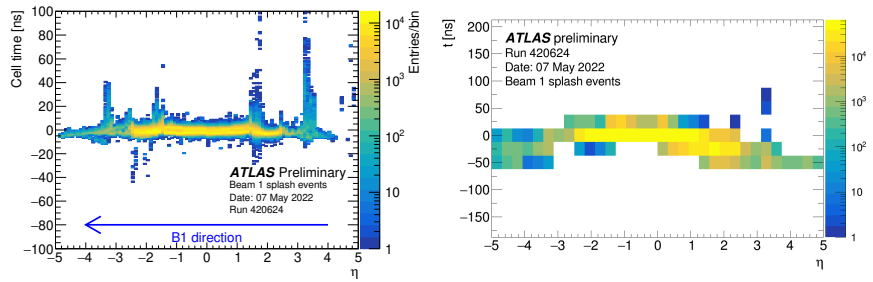 Cell time [ns]
100
80
60
40
20
0
−20
−40
−60
−80
−100
ATLAS Preliminary
Beam 1 splash events
Date: 07 May 2022
Run 420624
B1 direction
−5 −4 −3 −2 −1 0 1 2 3 4 5
η
Entries/bin
10⁴
10³
10²
10
1
t [ns]
200
150
100
50
0
−50
−100
−150
ATLAS preliminary
Run 420624
Date: 07 May 2022
Beam 1 splash events
−5 −4 −3 −2 −1 0 1 2 3 4 5
η
10⁴
10³
10²
10
1